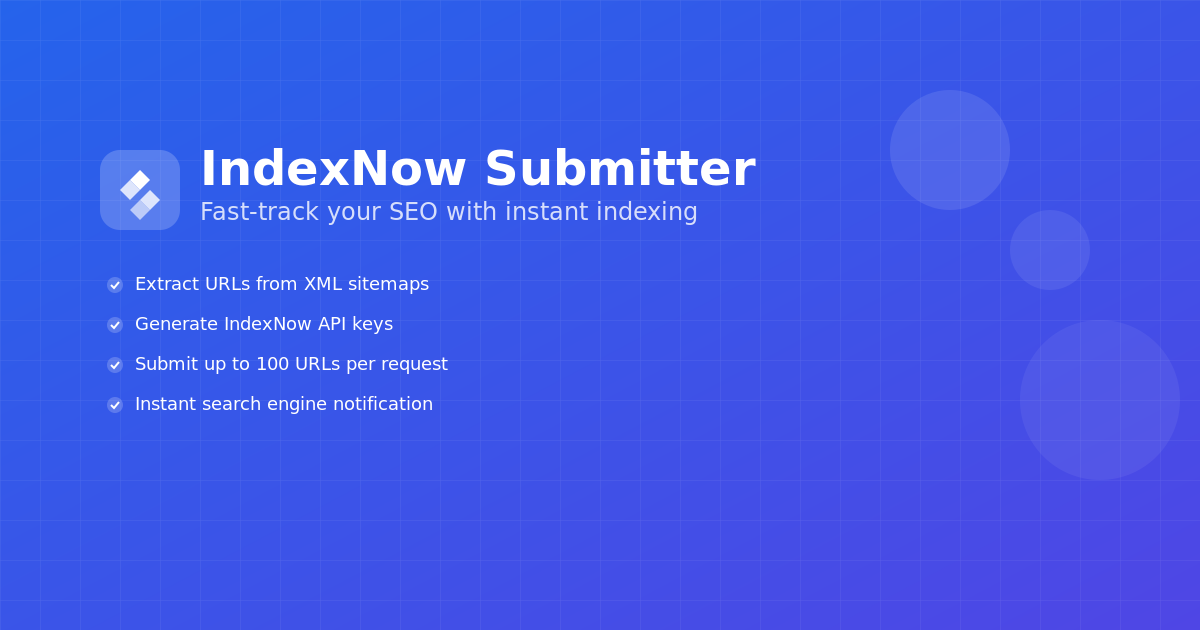 IndexNow Submitter
Fast-track your SEO with instant indexing
Extract URLs from XML sitemaps
Generate IndexNow API keys
Submit up to 100 URLs per request
Instant search engine notification